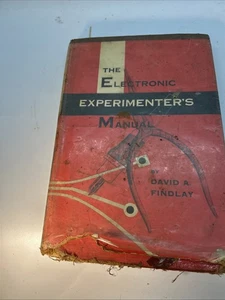 THE
ELECTRONIC
EXPERIMENTER'S
MANUAL
DAVID A.
FINDLAY